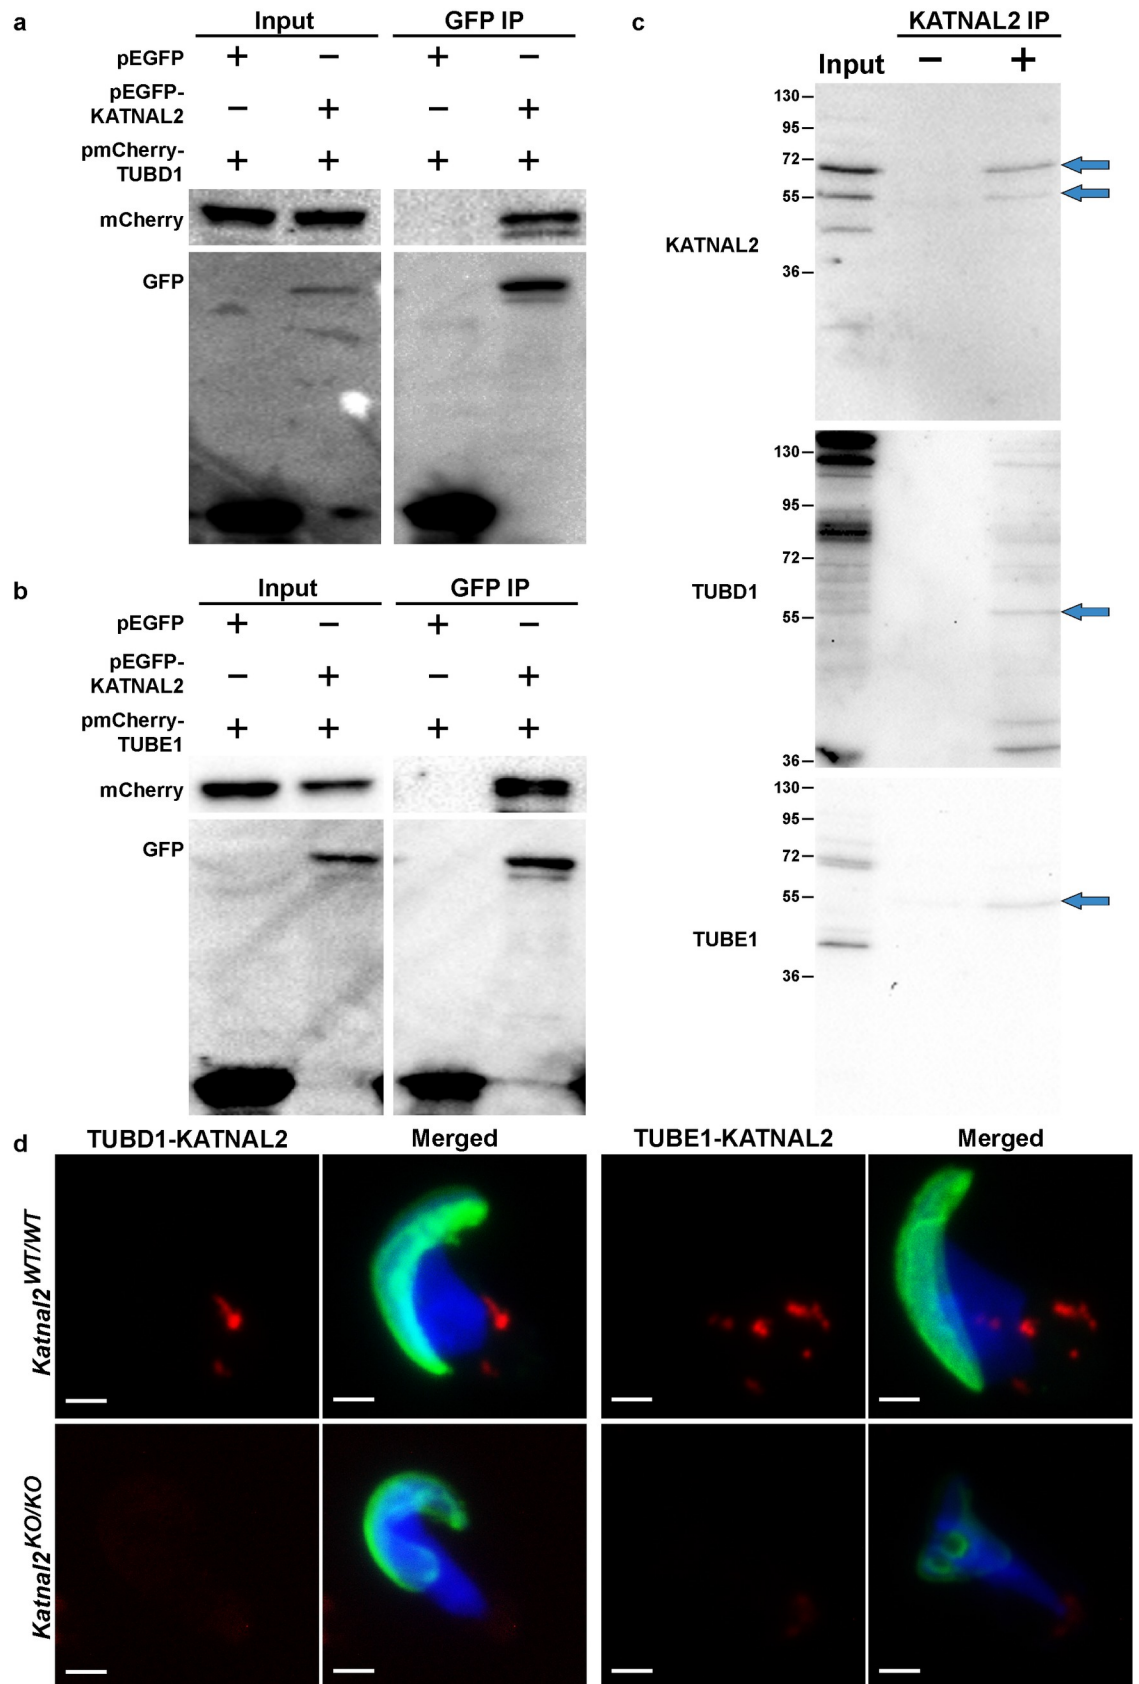 a
Input
GFP IP
pEGFP + − + −
pEGFP-
KATNAL2 − + − +
pmCherry-
TUBD1 + + + +
mCherry
GFP
b
Input
GFP IP
pEGFP + − + −
pEGFP-
KATNAL2 − + − +
pmCherry-
TUBE1 + + + +
mCherry
GFP
c
KATNAL2 IP
Input − +
130
95
72
55
36
KATNAL2
130
95
72
55
36
TUBD1
130
95
72
55
36
TUBE1
d
TUBD1-KATNAL2
Merged
TUBE1-KATNAL2
Merged
Katnal2WT/WT
Katnal2KO/KO